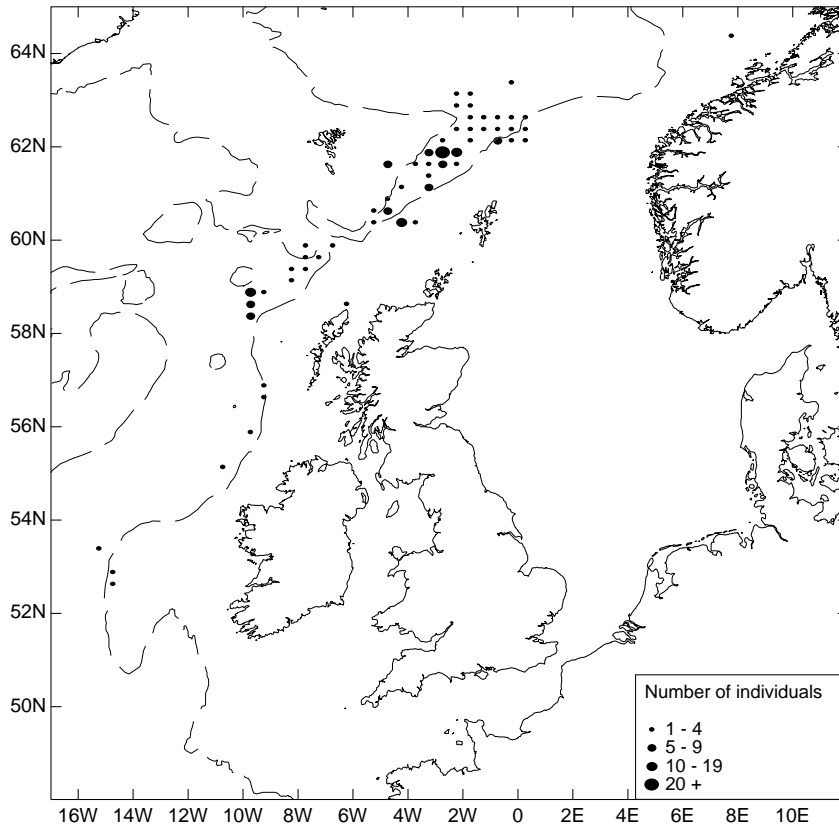 64N
62N
60N
58N
56N
54N
52N
50N
Number of individuals
1 - 4
5 - 9
10 - 19
20 +
16W 14W 12W 10W 8W 6W 4W 2W 0 2E 4E 6E 8E 10E